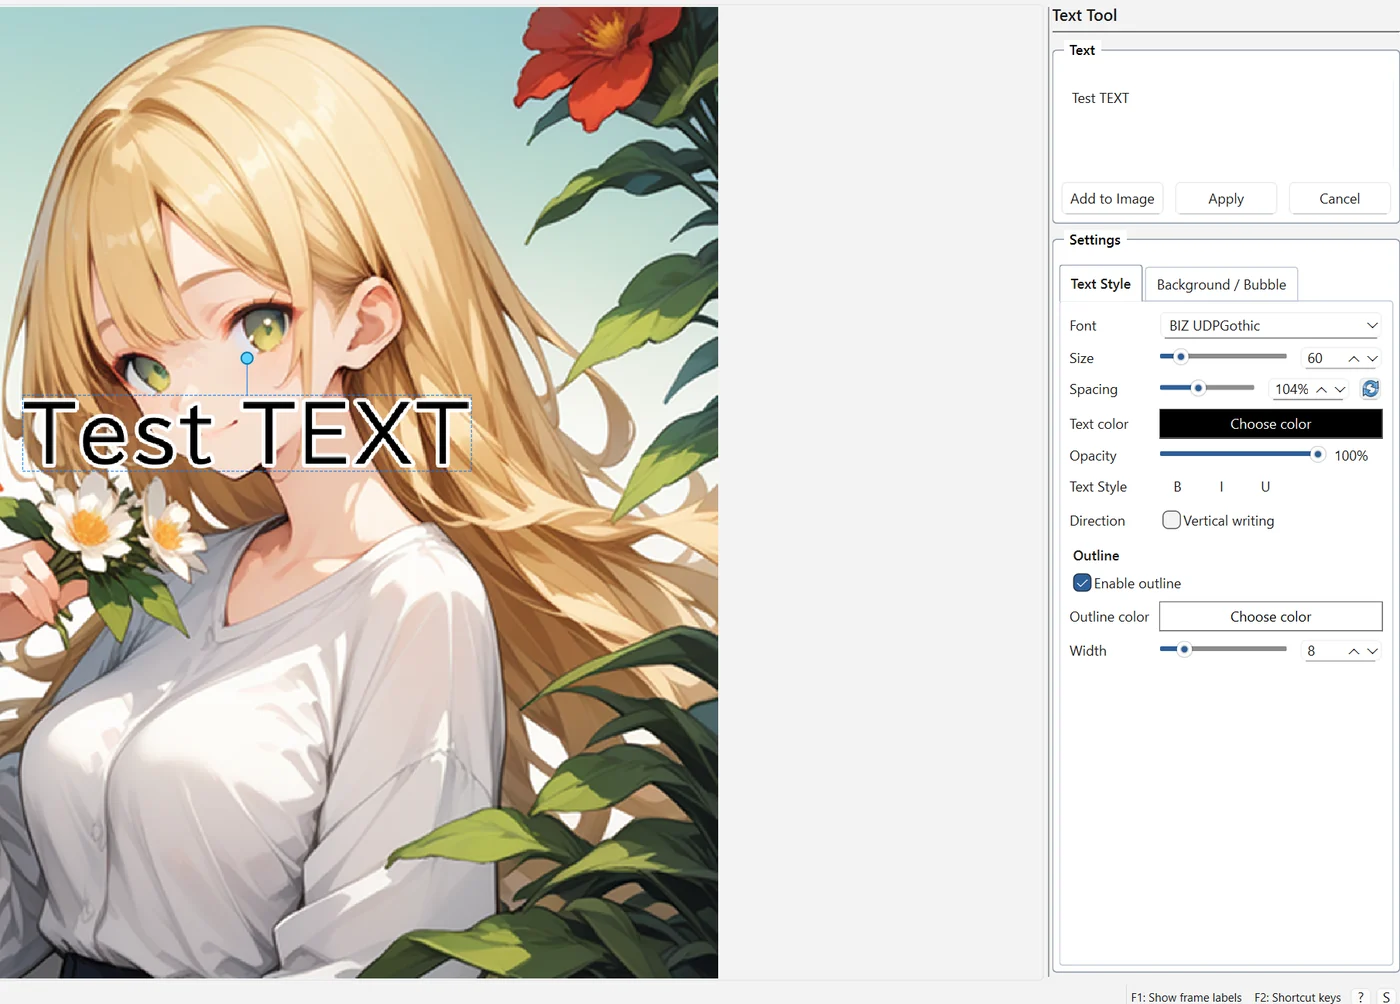 Text Tool
Text
Test TEXT
Add to Image
Apply
Cancel
Settings
Text Style
Background / Bubble
Font
BIZ UDPGothic
Size
60
Spacing
104%
Text color
Choose color
Opacity
100%
Text Style
B
I
U
Direction
Vertical writing
Outline
Enable outline
Outline color
Choose color
Width
8
Test TEXT
F1: Show frame labels
F2: Shortcut keys
?
S